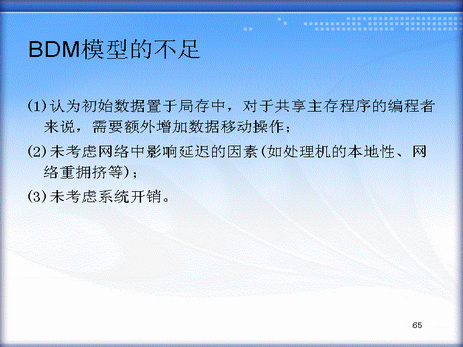 BDM模型的不足
(1)认为初始数据置于局存中，对于共享主存程序的编程者
来说，需要额外增加数据移动操作；
(2)未考虑网络中影响延迟的因素(如处理机的本地性、网
络重拥挤等)；
(3)未考虑系统开销。
65